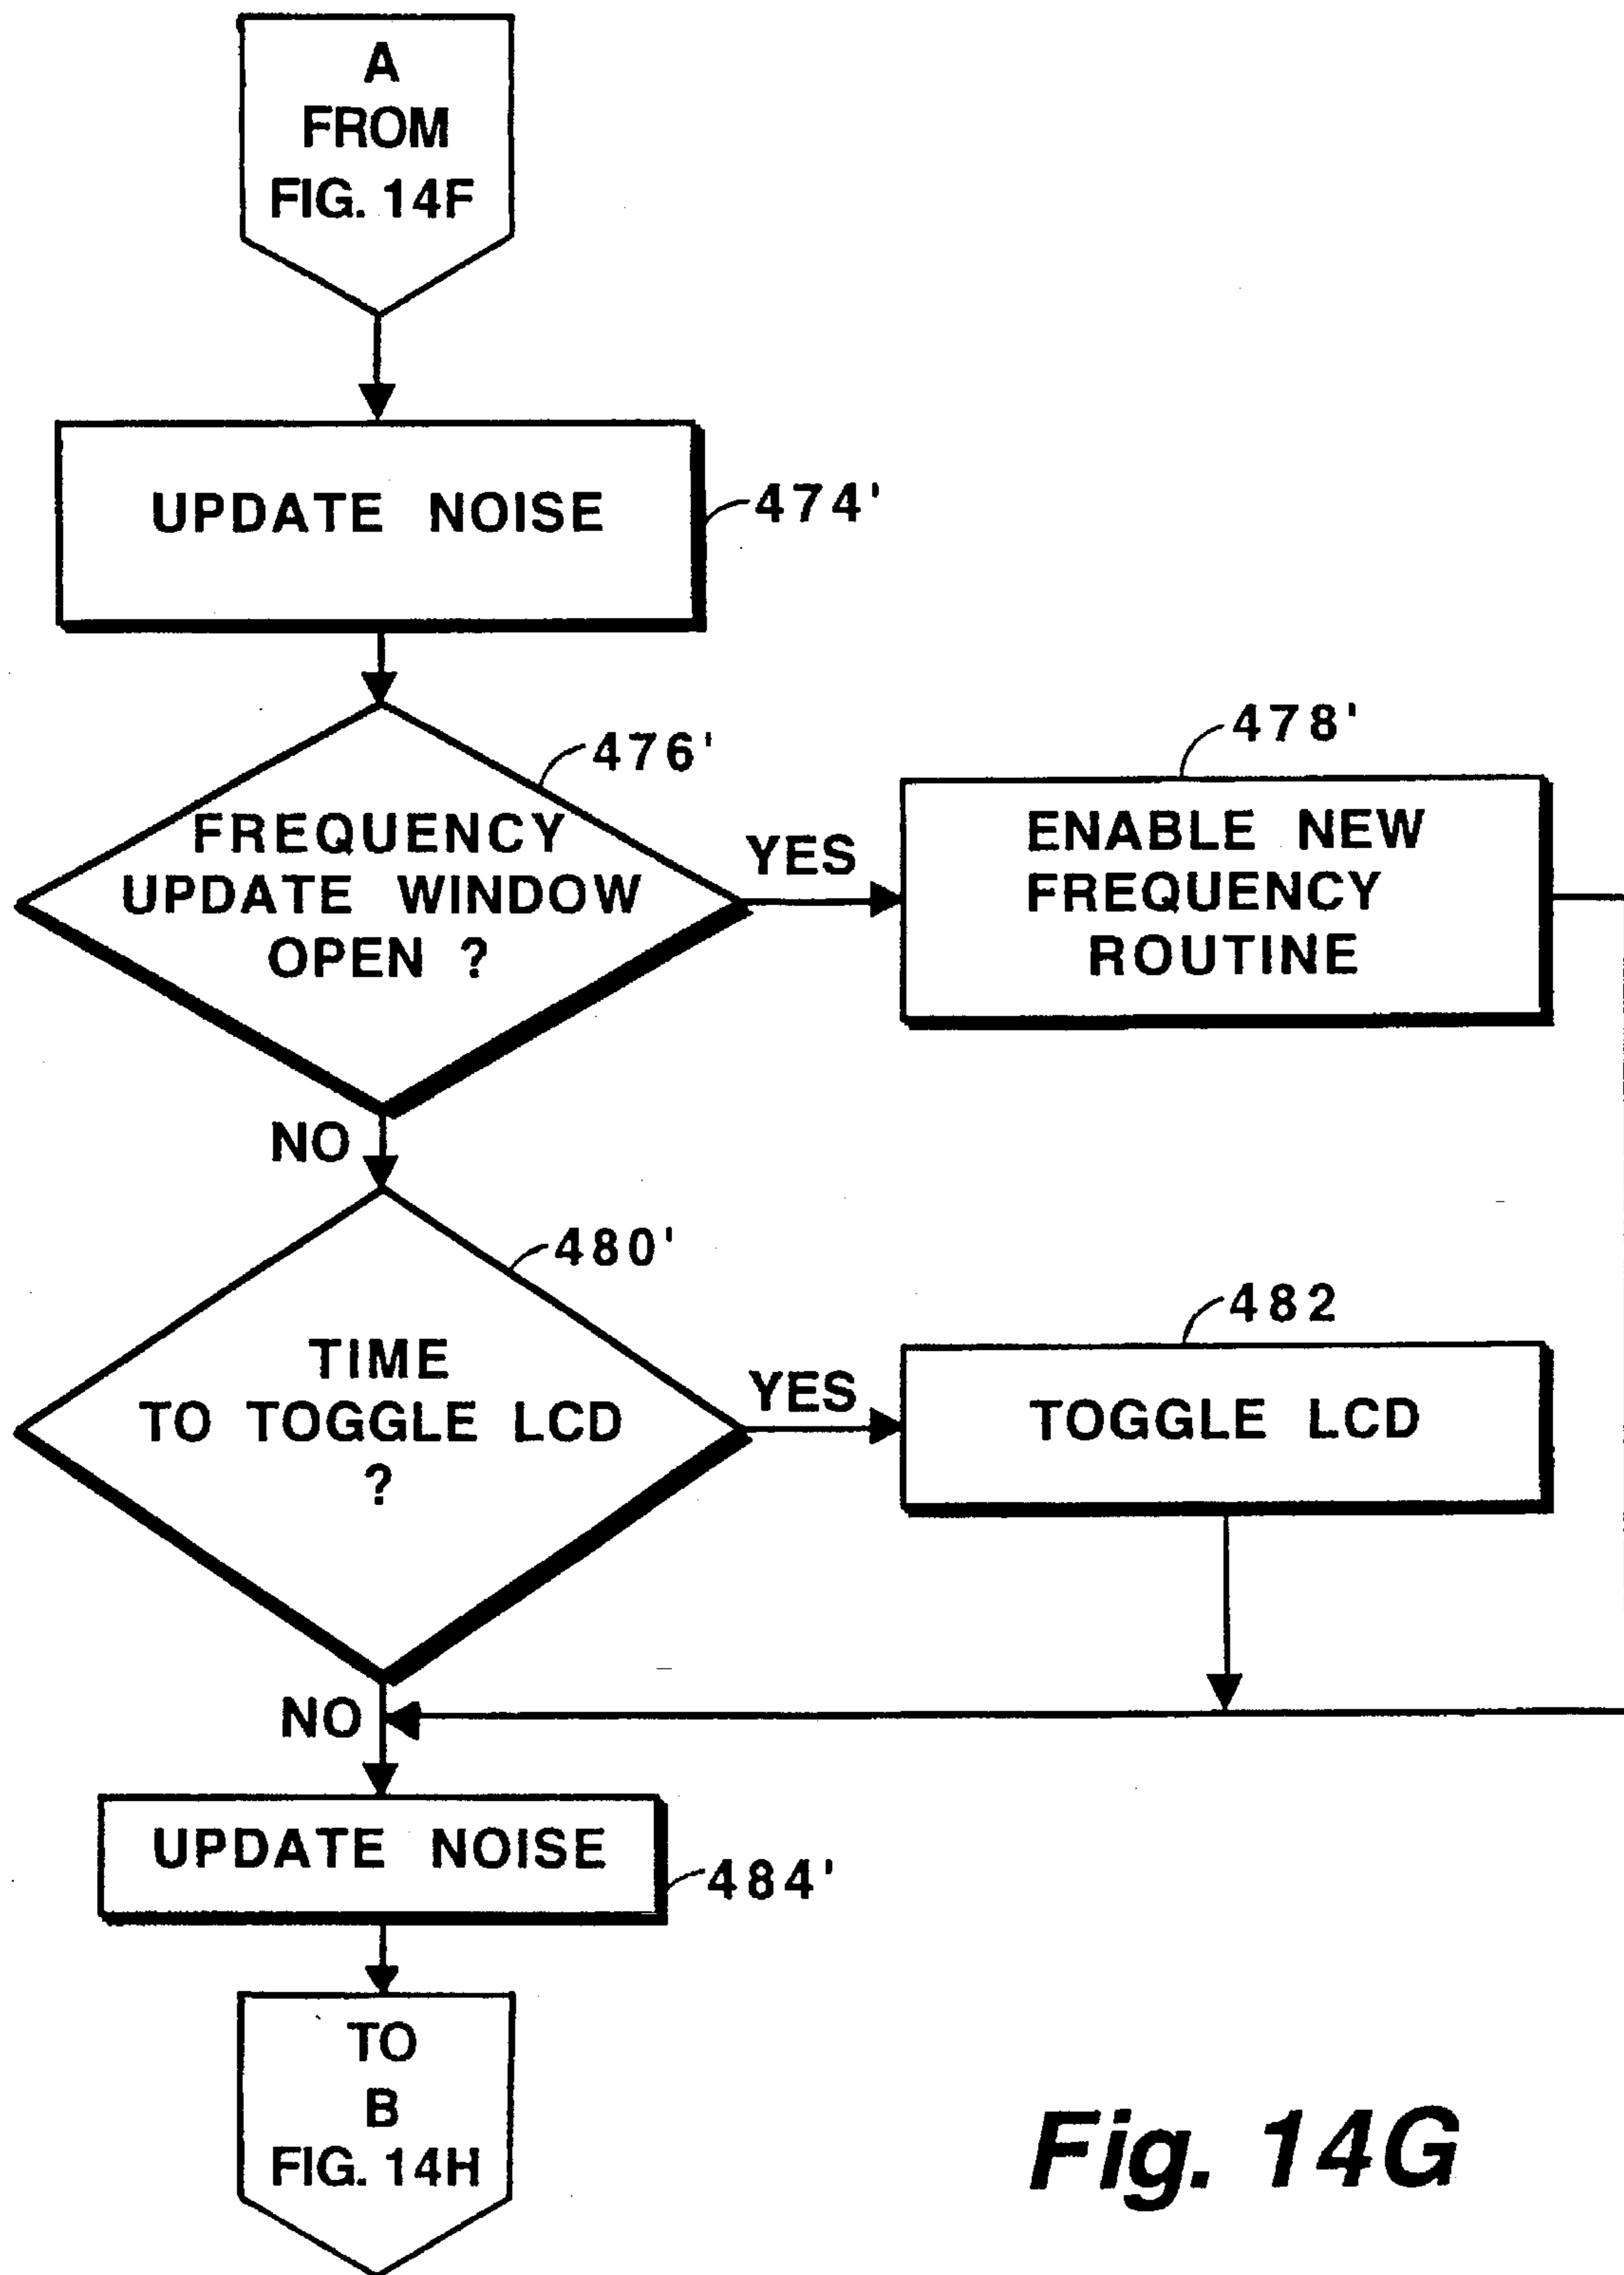 A
FROM
FIG. 14F
UPDATE NOISE
474'
476'
FREQUENCY
UPDATE WINDOW
OPEN ?
YES
478'
ENABLE NEW
FREQUENCY
ROUTINE
NO
480'
TIME
TO TOGGLE LCD
?
YES
482
TOGGLE LCD
NO
UPDATE NOISE
484'
TO
B
FIG. 14H
Fig. 14G